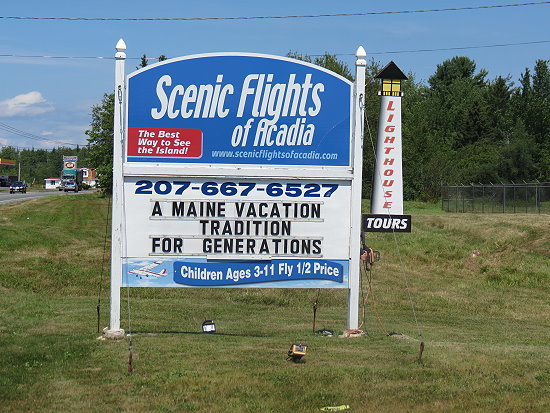 Scenic Flights
of Acadia
The Best
Way to See
the Island!
www.scenicflightsofacadia.com
207-667-6527
A MAINE VACATION
TRADITION
FOR GENERATIONS
Children Ages 3-11 Fly 1/2 Price
LIGHTHOUSE
TOURS